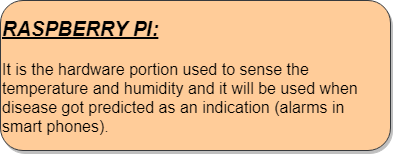 RASPBERRY PI:
It is the hardware portion used to sense the
temperature and humidity and it will be used when
disease got predicted as an indication (alarms in
smart phones).